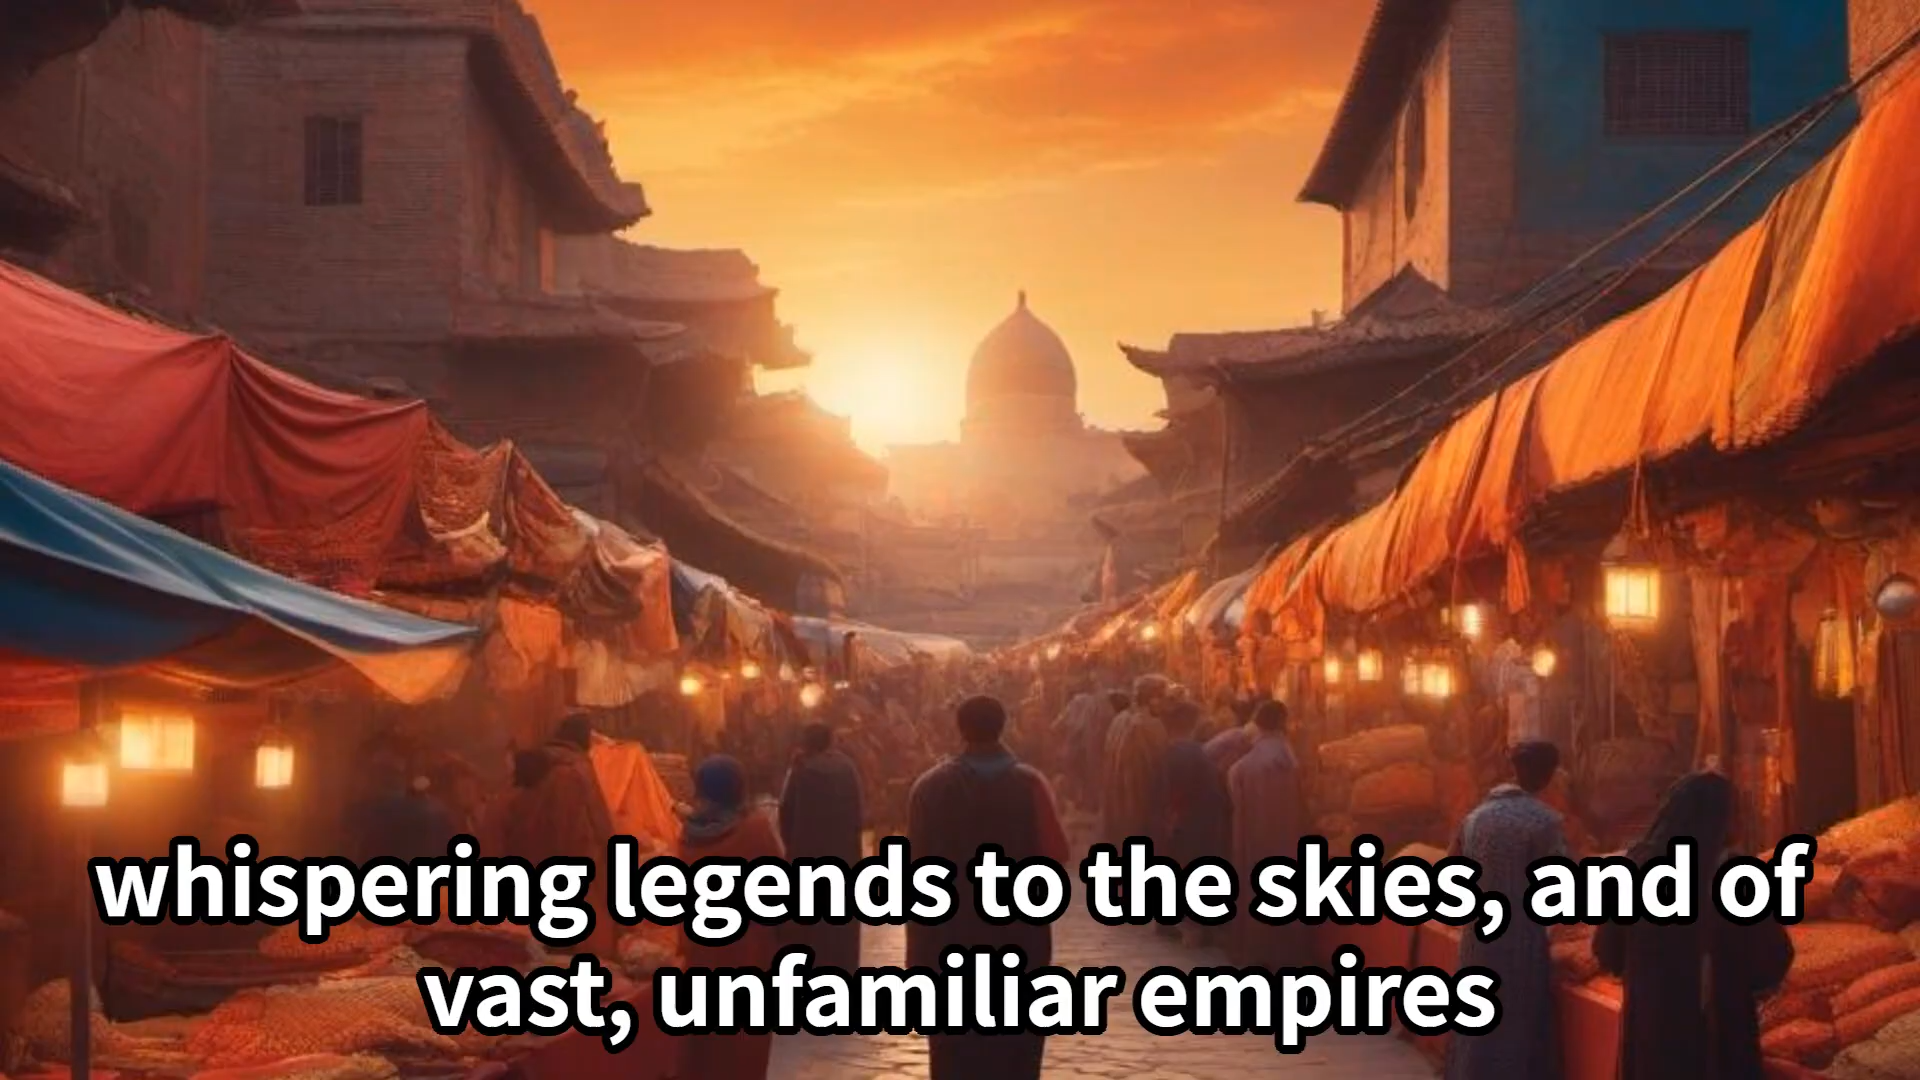 whispering legends to the skies, and of
vast, unfamiliar empires